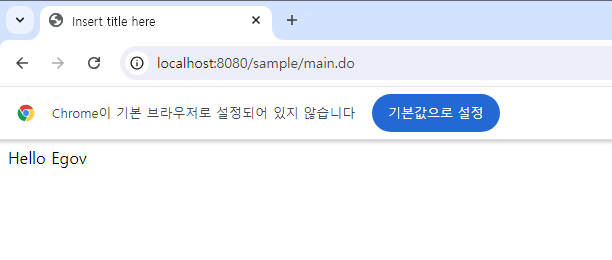 Insert title here
localhost:8080/sample/main.do
Chrome이 기본 브라우저로 설정되어 있지 않습니다 기본값으로 설정
Hello Egov